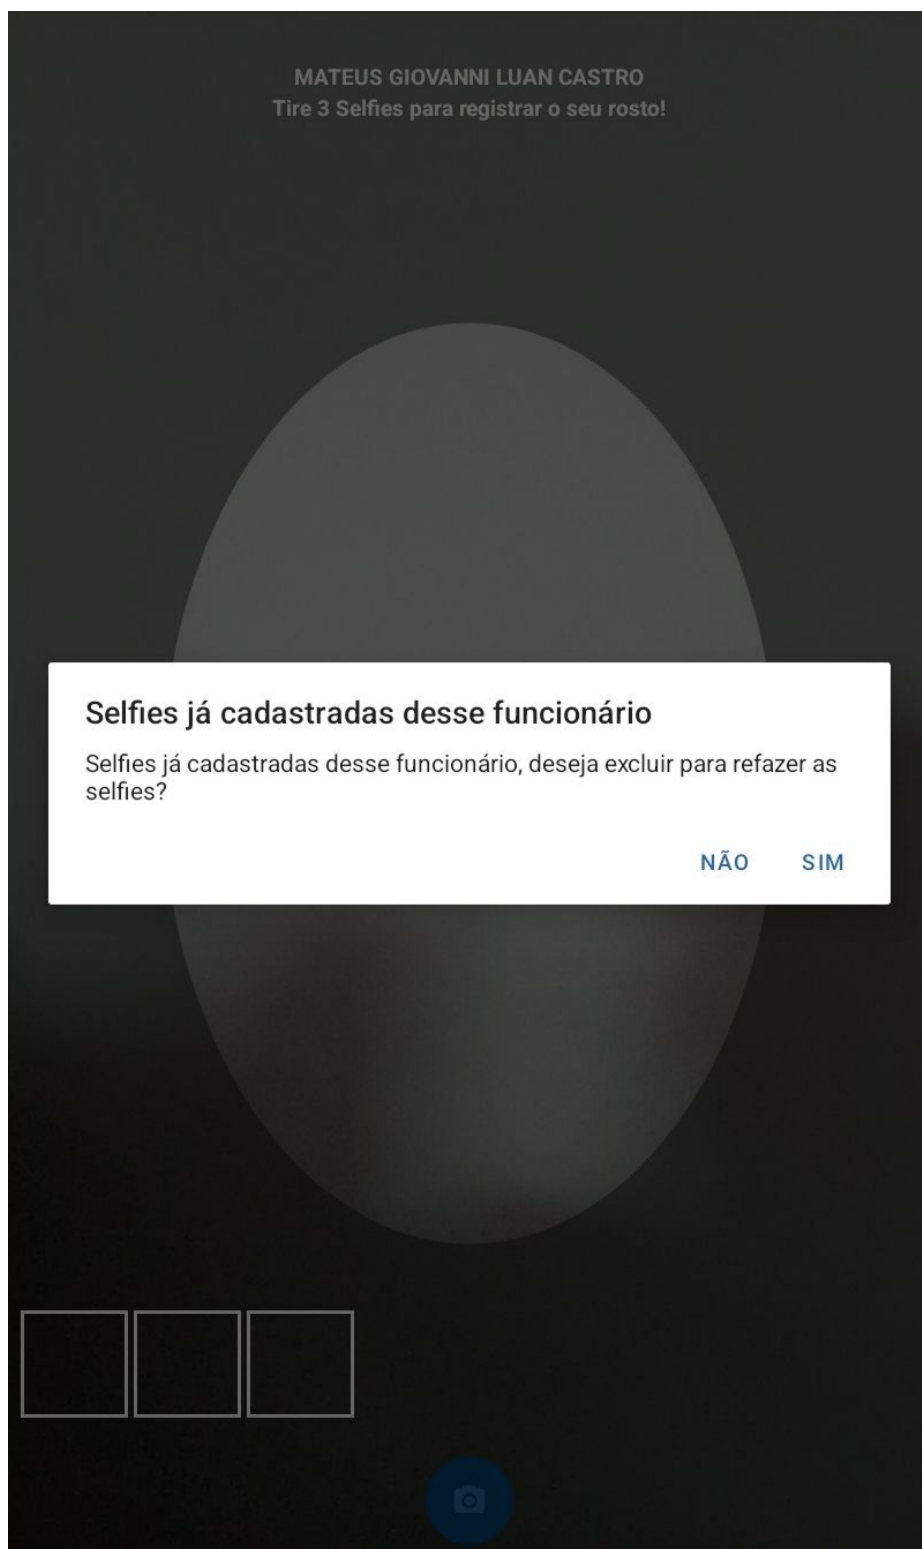 MATEUS GIOVANNI LUAN CASTRO
Tire 3 Selfies para registrar o seu rosto!
Selfies já cadastradas desse funcionário
Selfies já cadastradas desse funcionário, deseja excluir para refazer as
selfies?
NÃO SIM